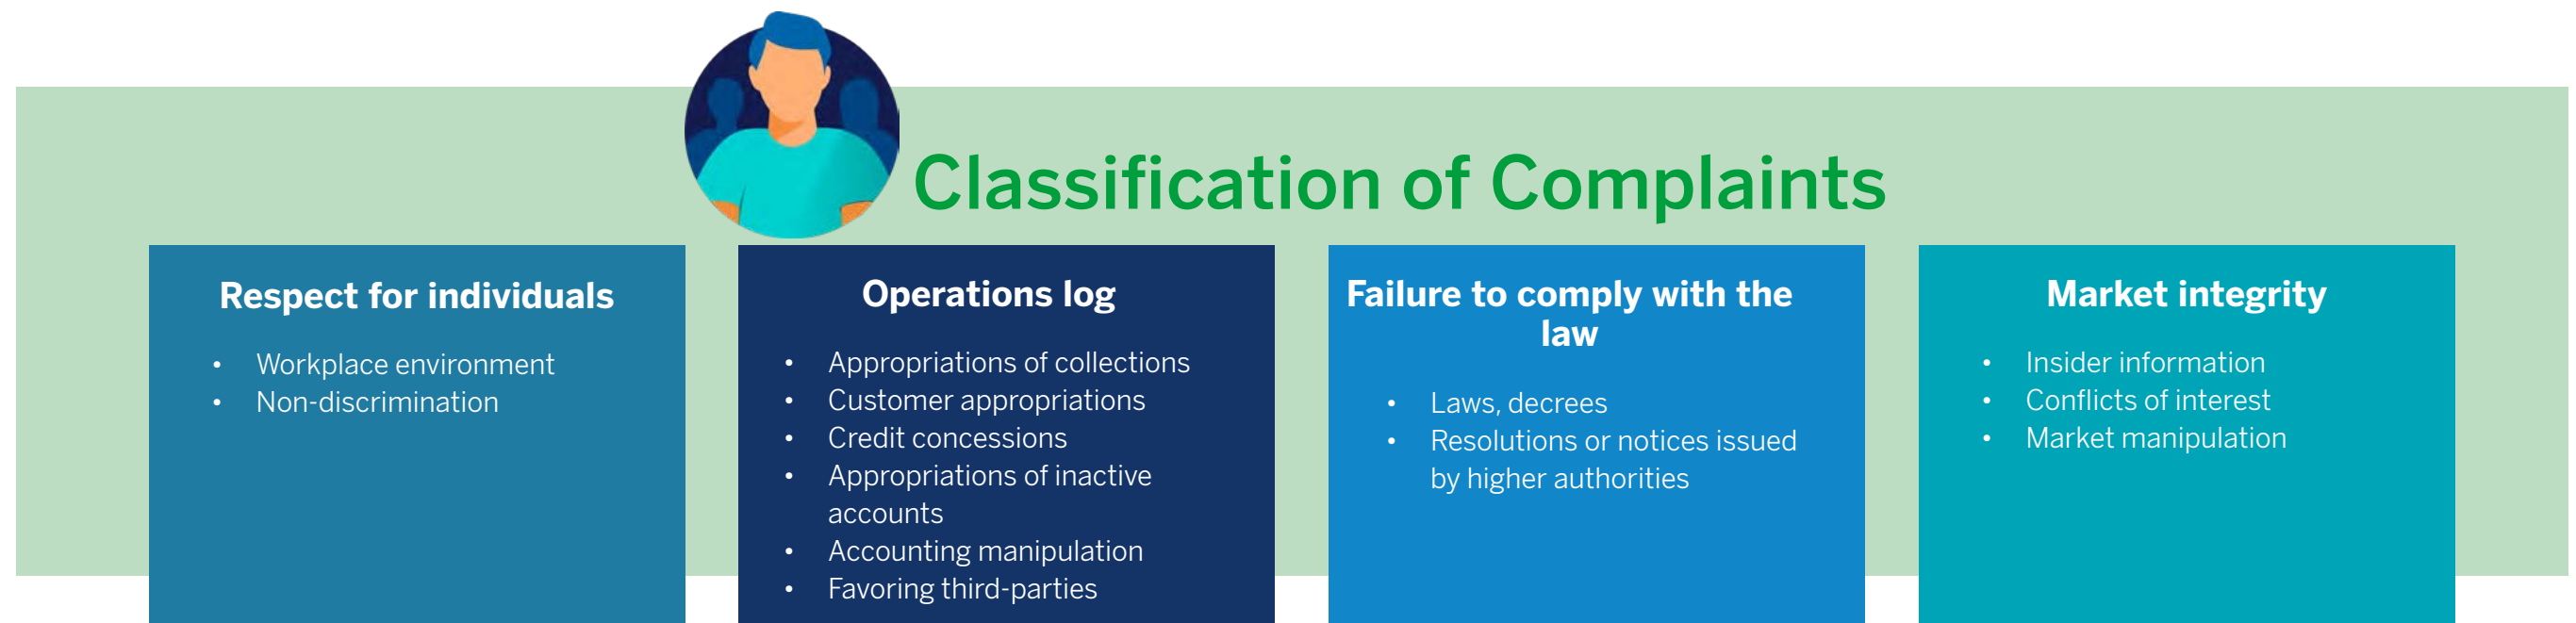 Classification of Complaints
Respect for individuals
• Workplace environment
• Non-discrimination
Operations log
• Appropriations of collections
• Customer appropriations
• Credit concessions
• Appropriations of inactive
accounts
• Accounting manipulation
• Favoring third-parties
Failure to comply with the
law
• Laws, decrees
• Resolutions or notices issued
by higher authorities
Market integrity
• Insider information
• Conflicts of interest
• Market manipulation